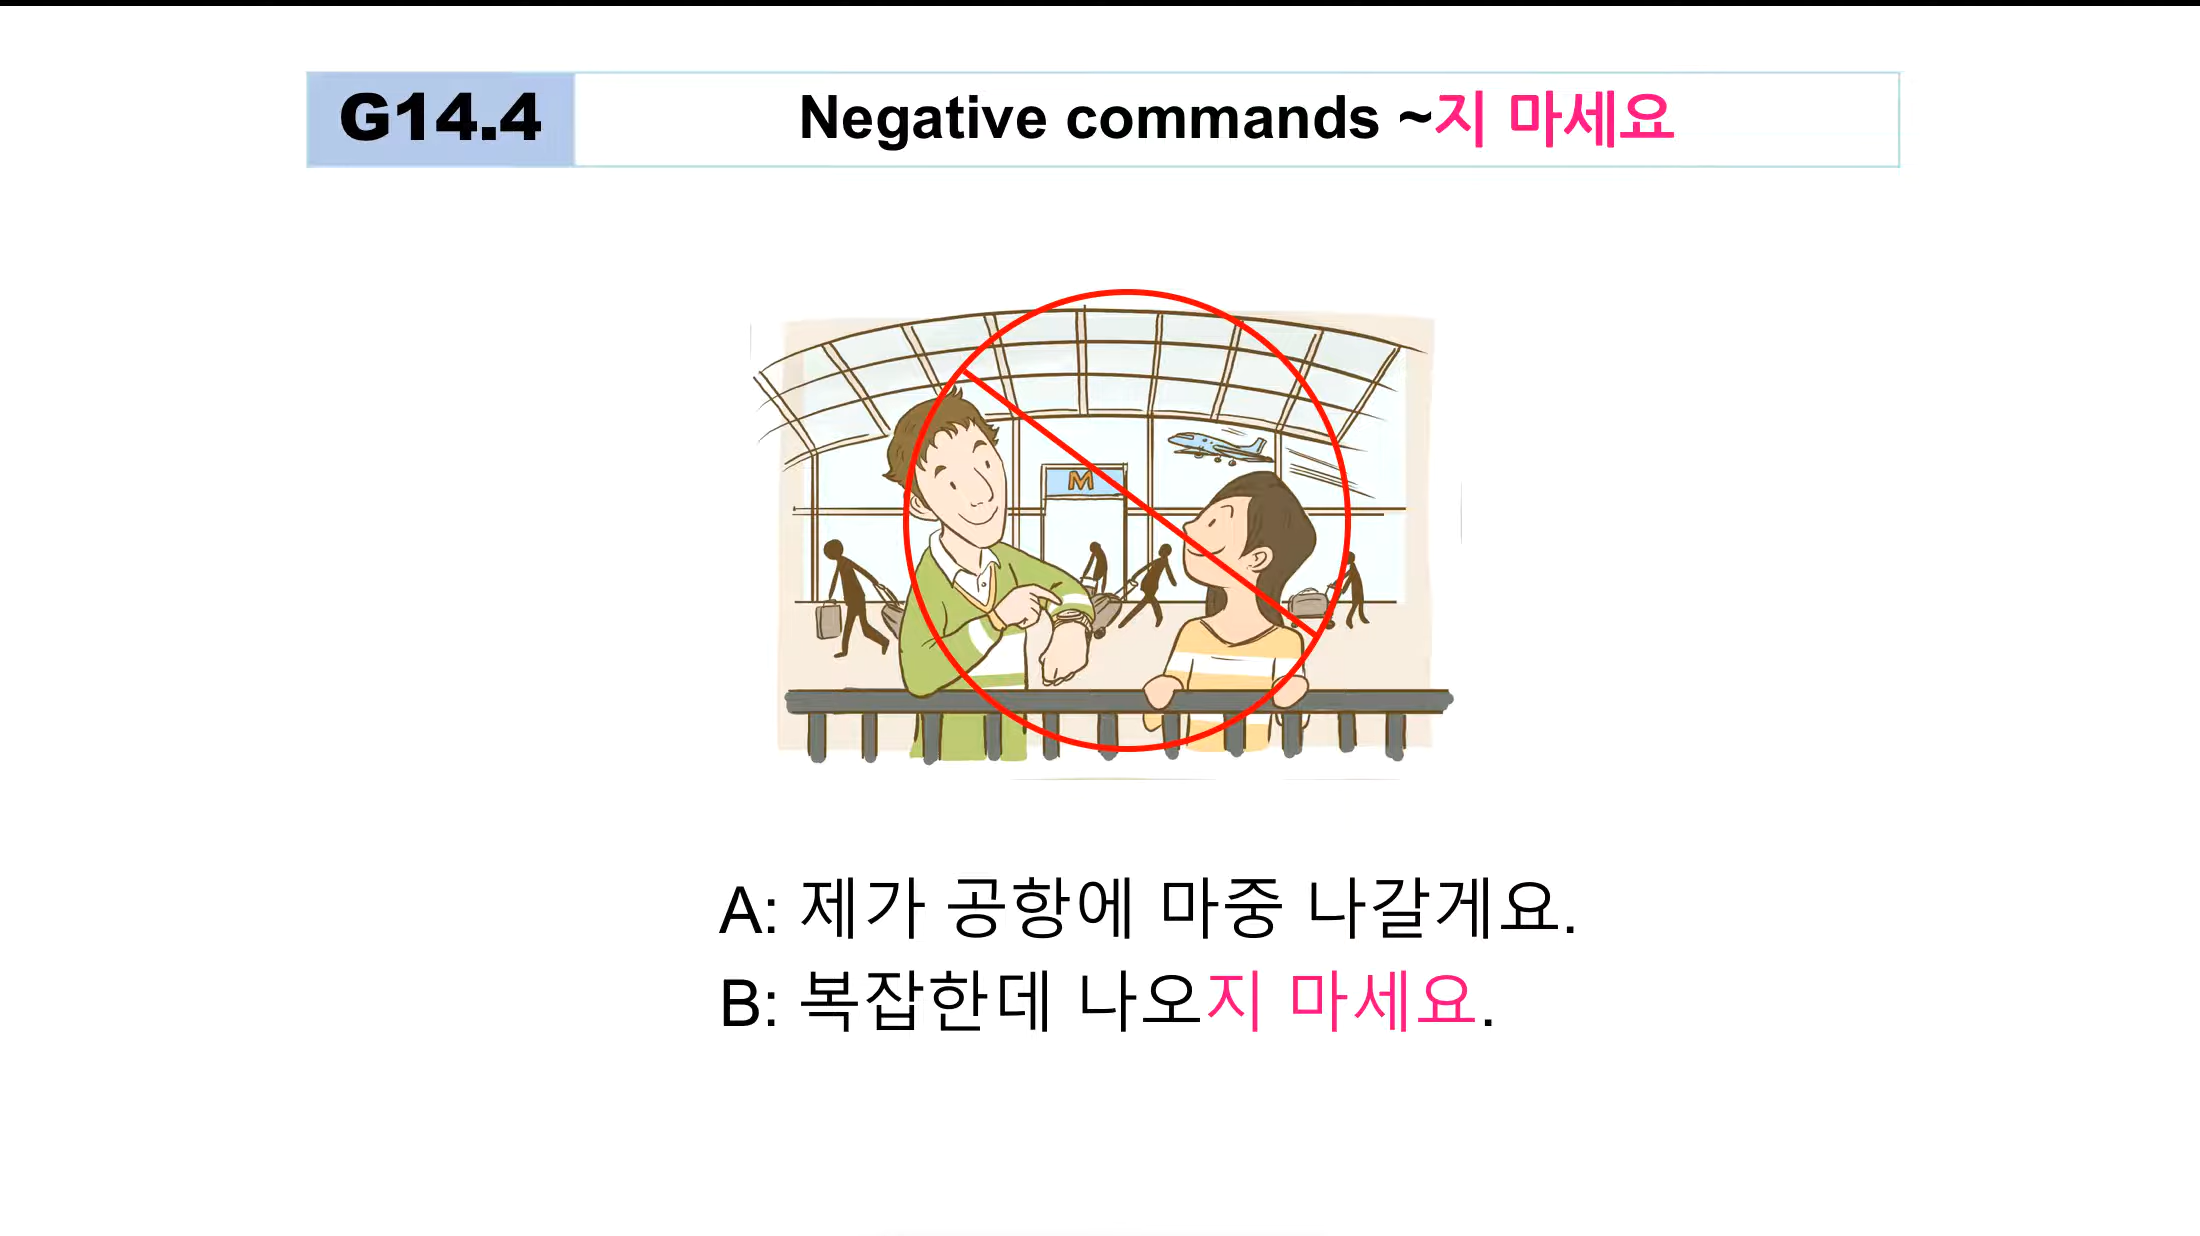 G14.4
Negative commands ~지 마세요
M
A: 제가 공항에 마중 나갈게요.
B: 복잡한데 나오지 마세요.